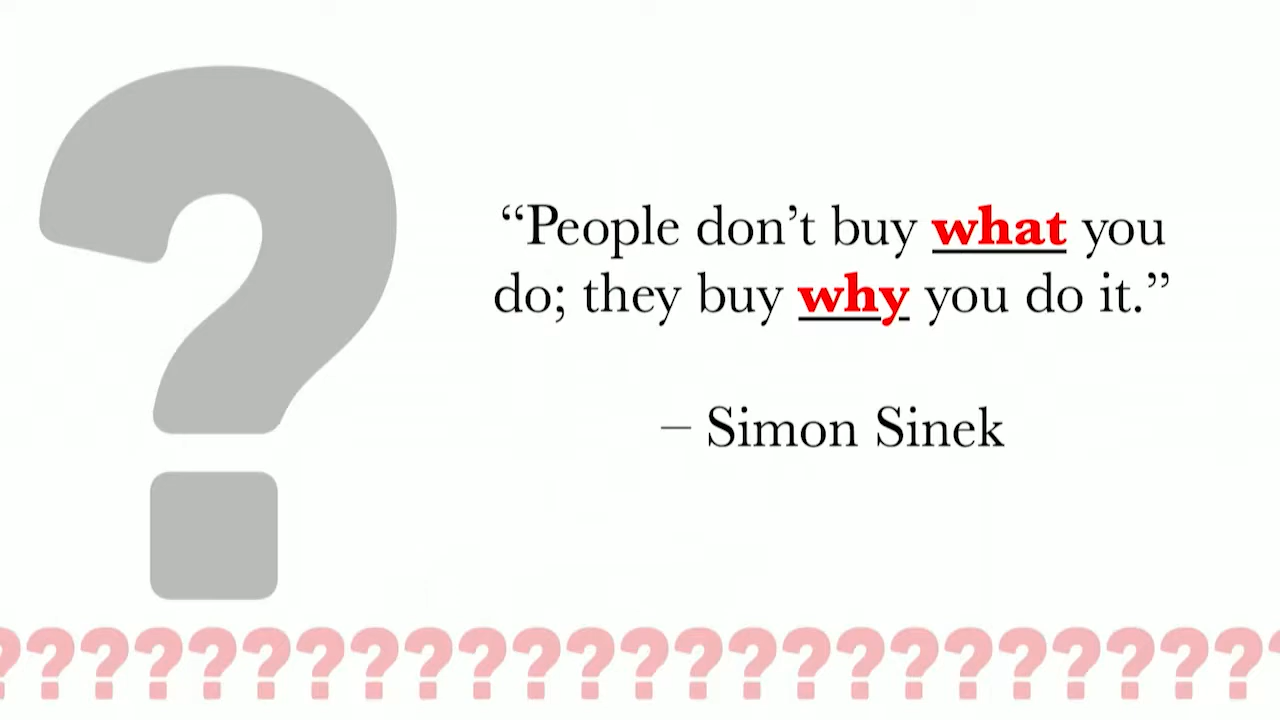 “People don’t buy what you
do; they buy why you do it.”
– Simon Sinek